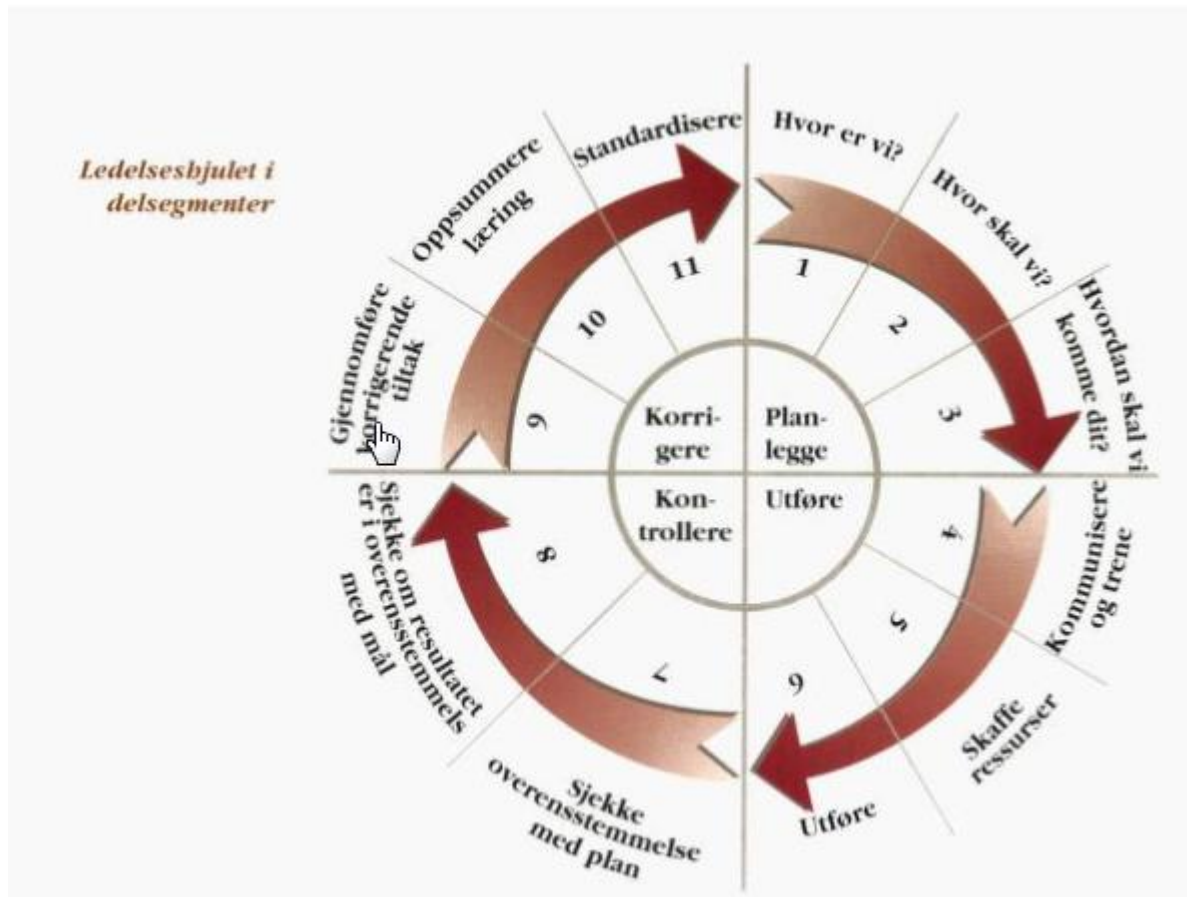 Ledelseshjulet i
delsegmenter
Hvor er vi?
Hvor skal vi?
Hvordan skal vi
komme dit?
Kommunisere
og trene
Skaffe
ressurser
Utføre
Sjekke
overensstemmelse
med plan
Sjekke om resultatet
er i overensstemmels
med mål
Gjennomføre
korrigerende
tiltak
Oppsummere
læring
Standardisere
1
2
3
4
5
6
7
8
9
10
11
Korri-
gere
Plan-
legge
Kon-
trollere
Utføre